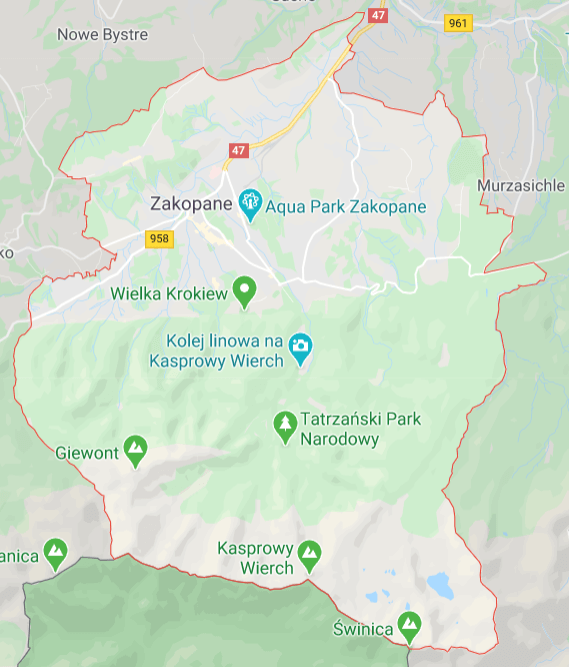 47
961
Nowe Bystre
47
Murzasichle
Zakopane
Aqua Park Zakopane
958
Wielka Krokiew
Kolej linowa na
Kasprowy Wierch
Tatrzański Park
Narodowy
Giewont
Kasprowy
Wierch
anica
Świnica